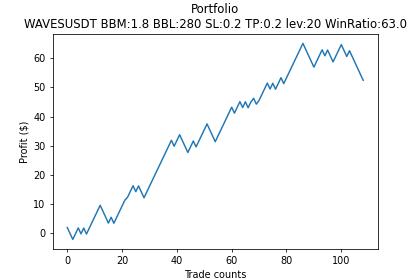 Portfolio
WAVESUSDT BBM:1.8 BBL:280 SL:0.2 TP:0.2 lev:20 WinRatio:63.0
60
50
40
30
20
10
0
Profit ($)
0 20 40 60 80 100
Trade counts